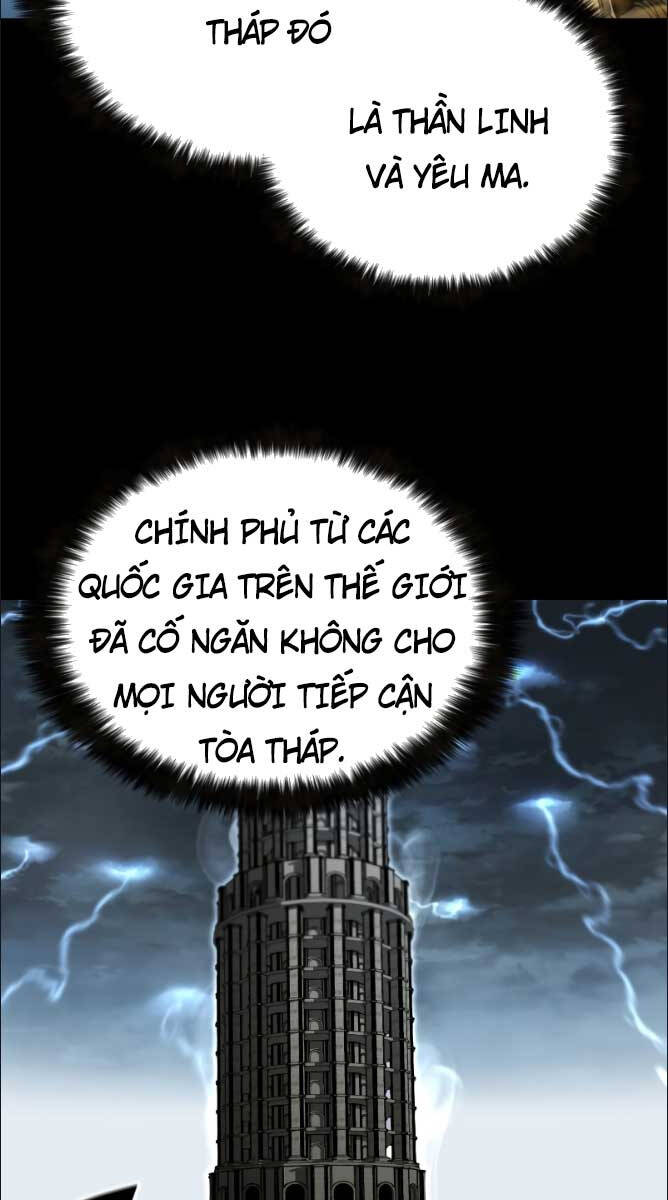 THÁP ĐÓ
LÀ THẦN LINH
VÀ YÊU MA.
CHÍNH PHỦ TỪ CÁC
QUỐC GIA TRÊN THẾ GIỚI
ĐÃ CỐ NGĂN KHÔNG CHO
MỌI NGƯỜI TIẾP CẬN
TÒA THÁP.